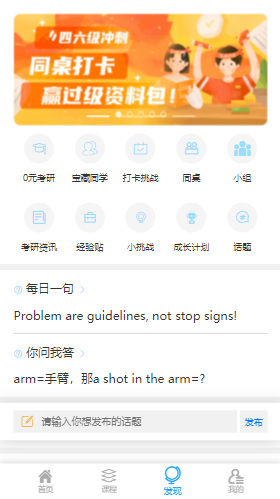 四六级冲刺
同桌打卡
赢过级资料包!
0元考研 宝藏同学 打卡挑战 同桌 小组
考研资讯 经验贴 小挑战 成长计划 话题
每日一句
Problem are guidelines, not stop signs!
你问我答
arm=手臂，那a shot in the arm=?
请输入你想发布的话题 发布
首页 课程 发现 我的